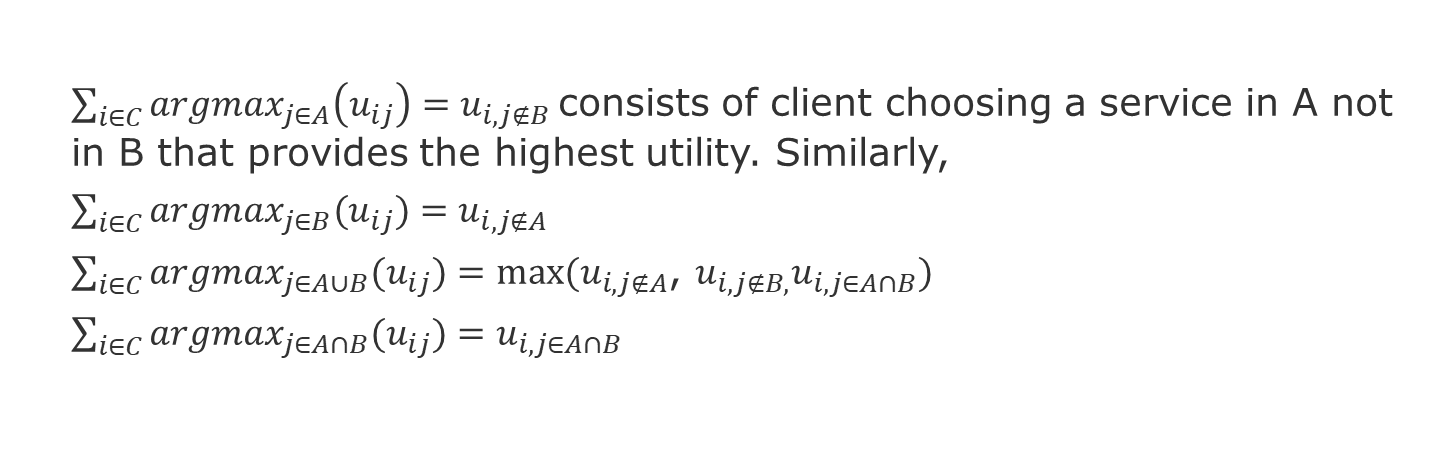 ∑_{i∈C} argmax_{j∈A}(u_{ij}) = u_{i,j∉B} consists of client choosing a service in A not
in B that provides the highest utility. Similarly,
∑_{i∈C} argmax_{j∈B}(u_{ij}) = u_{i,j∉A}
∑_{i∈C} argmax_{j∈A∪B}(u_{ij}) = max(u_{i,j∉A}, u_{i,j∉B,}u_{i,j∈A∩B})
∑_{i∈C} argmax_{j∈A∩B}(u_{ij}) = u_{i,j∈A∩B}